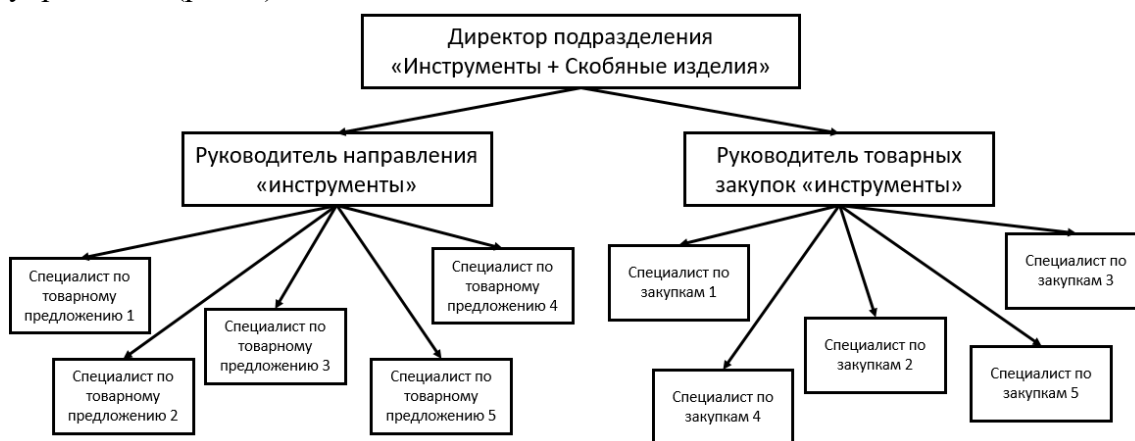 Директор подразделения
«Инструменты + Скобяные изделия»
Руководитель направления
«инструменты»
Руководитель товарных
закупок «инструменты»
Специалист по
товарному
предложению 1
Специалист по
товарному
предложению 2
Специалист по
товарному
предложению 3
Специалист по
товарному
предложению 4
Специалист по
товарному
предложению 5
Специалист по
закупкам 1
Специалист по
закупкам 4
Специалист по
закупкам 2
Специалист по
закупкам 3
Специалист по
закупкам 5